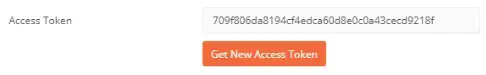 Access Token
709f806da8194cf4edca60d8e0c0a43cecd9218f
Get New Access Token